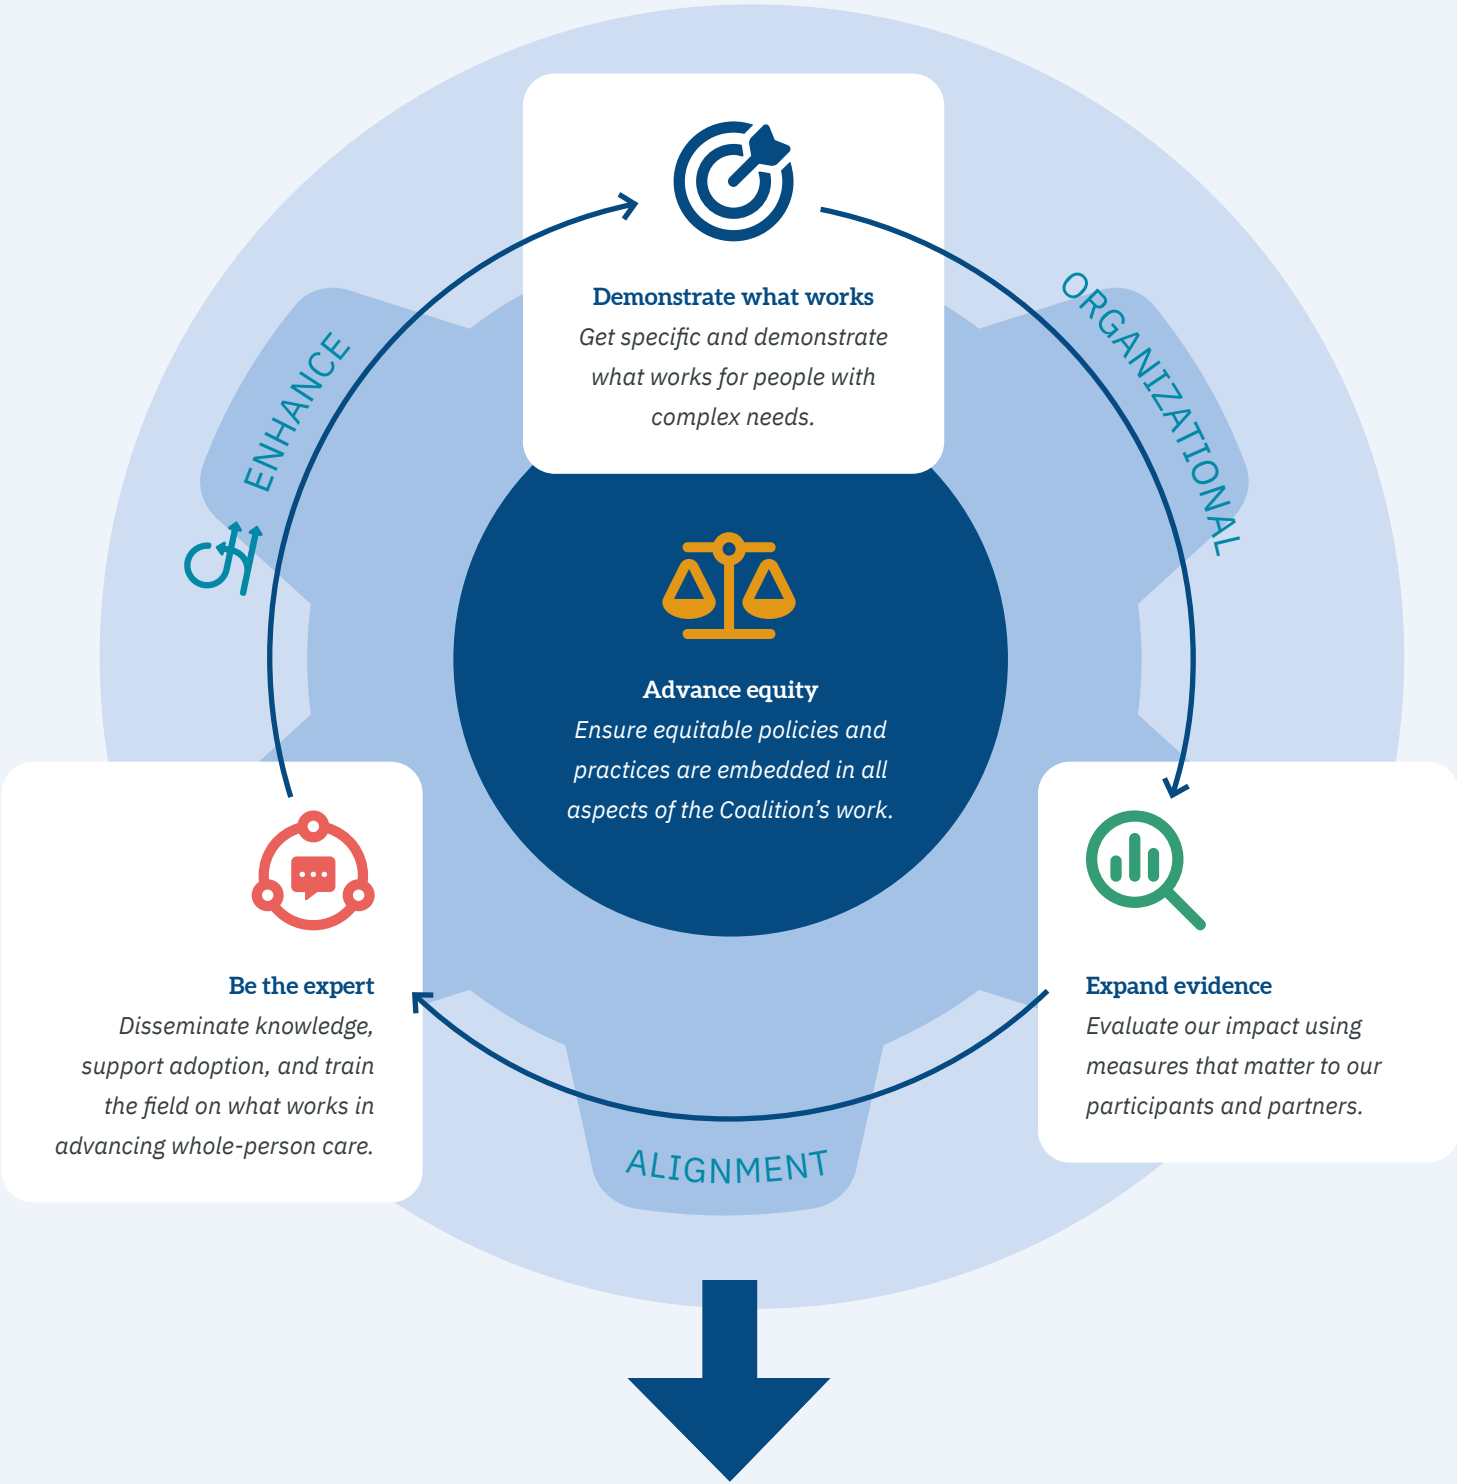 Demonstrate what works
Get specific and demonstrate
what works for people with
complex needs.
ENHANCE
ORGANIZATIONAL
ALIGNMENT
Advance equity
Ensure equitable policies and
practices are embedded in all
aspects of the Coalition’s work.
Expand evidence
Evaluate our impact using
measures that matter to our
participants and partners.
Be the expert
Disseminate knowledge,
support adoption, and train
the field on what works in
advancing whole-person care.